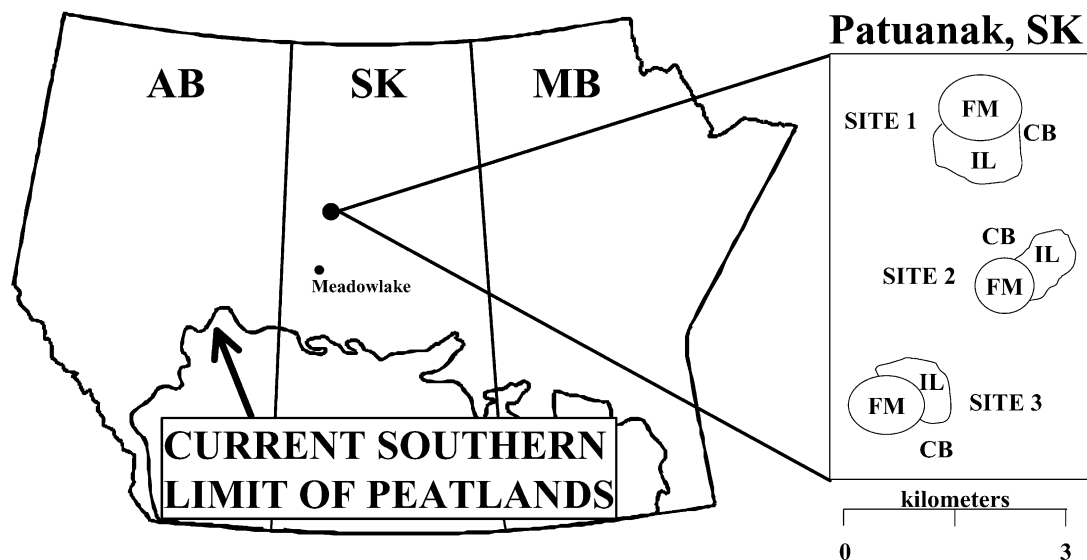 Patuanak, SK
AB
SK
MB
Meadowlake
CURRENT SOUTHERN
LIMIT OF PEATLANDS
SITE 1
FM
CB
IL
CB
IL
SITE 2
FM
IL
FM
SITE 3
CB
kilometers
0
3